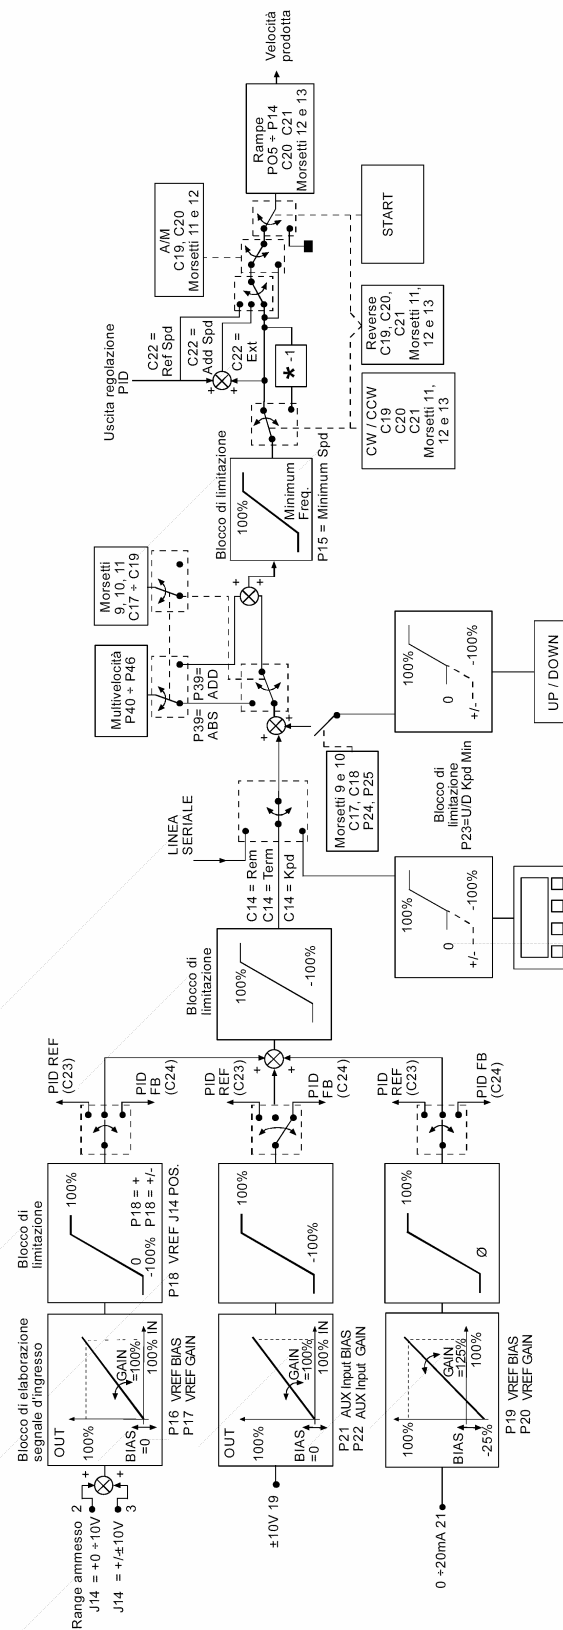 Range ammesso
J14 = +0 ÷10V
J14 = +/-±10V
2
3
+
+
Blocco di elaborazione
segnale d'ingresso
OUT
100%
GAIN
=100%
BIAS
=0
100% IN
P16 VREF BIAS
P17 VREF GAIN
Blocco di
limitazione
100%
0 P18 = +
-100% P18 = +/-
P18 VREF J14 POS.
PID REF
(C23)
PID
FB
(C24)
±10V 19
OUT
100%
GAIN
=100%
BIAS
=0
100% IN
P21 AUX Input BIAS
P22 AUX Input GAIN
100%
-100%
PID
REF
(C23)
PID
FB
(C24)
0 ÷20mA 21
100%
GAIN
=125%
BIAS
-25%
100%
P19 VREF BIAS
P20 VREF GAIN
100%
Ø
PID
REF
(C23)
PID FB
(C24)
+
+
+
Blocco di
limitazione
100%
-100%
LINEA
SERIALE
C14 = Rem
C14 = Term
C14 = Kpd
100%
0
+/-
-100%
Blocco di
limitazione
P23=U/D Kpd Min
Morsetti 9 e 10
C17, C18
P24, P25
100%
0
+/-
-100%
UP / DOWN
+
+
P39=
ABS
P39=
ADD
Multivelocità
P40 ÷ P46
Morsetti
9, 10, 11
C17 ÷ C19
+
+
Blocco di limitazione
100%
Minimum
Freq.
P15 = Minimum Spd
Uscita regolazione
PID
C22 =
Ref Spd
C22 =
Add Spd
C22 =
Ext
+
+
* -1
CW / CCW
C19
C20
C21
Morsetti 11,
12 e 13
Reverse
C19, C20,
C21
Morsetti 11,
12 e 13
START
A/M
C19, C20
Morsetti 11 e 12
Rampe
PO5 ÷ P14
C20 C21
Morsetti 12 e 13
Velocità
prodotta